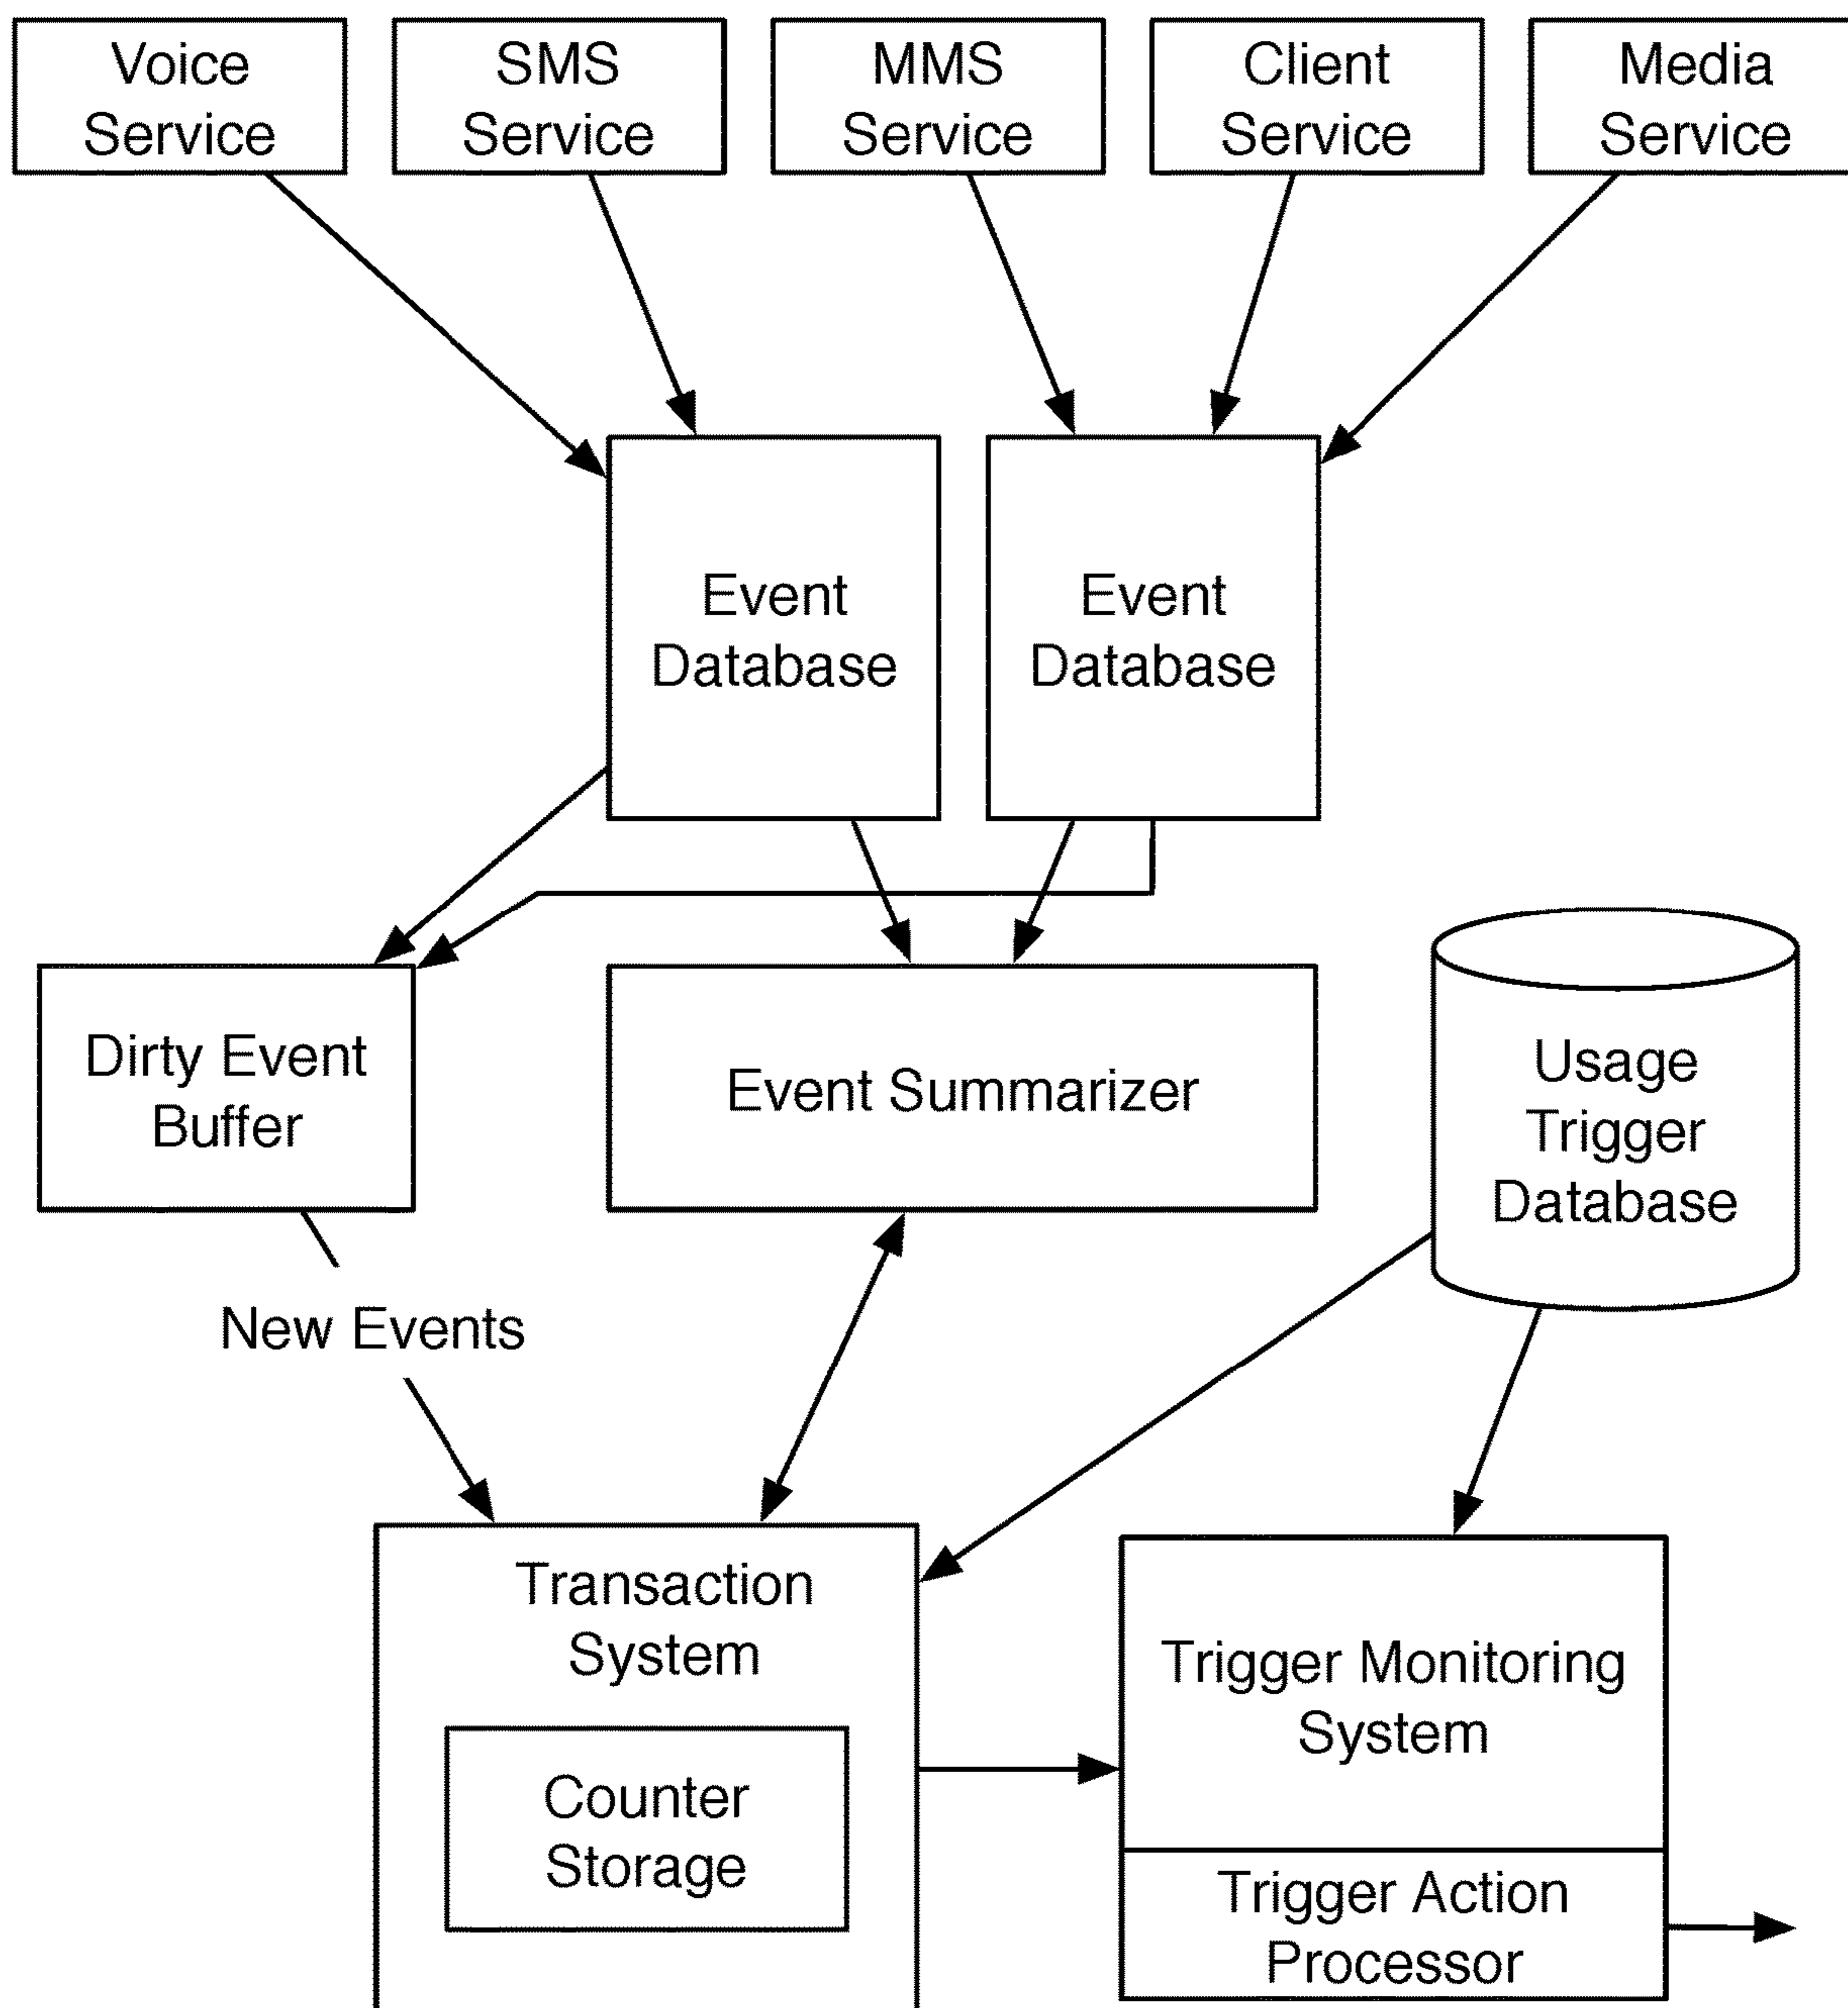 Voice
Service
SMS
Service
MMS
Service
Client
Service
Media
Service
Event
Database
Event
Database
Dirty Event
Buffer
Event Summarizer
Usage
Trigger
Database
New Events
Transaction
System
Counter
Storage
Trigger Monitoring
System
Trigger Action
Processor